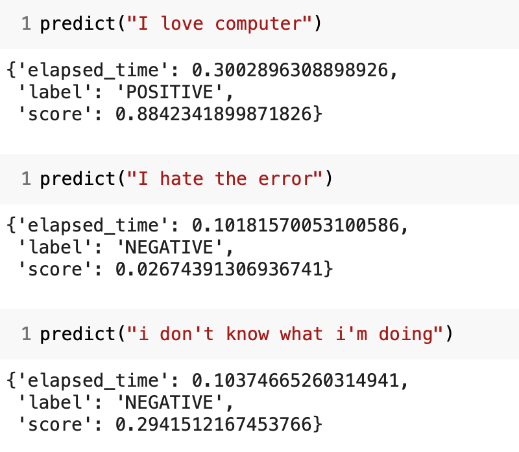 1 predict("I love computer")
{'elapsed_time': 0.3002896308898926,
'label': 'POSITIVE',
'score': 0.8842341899871826}
1 predict("I hate the error")
{'elapsed_time': 0.10181570053100586,
'label': 'NEGATIVE',
'score': 0.02674391306936741}
1 predict("i don't know what i'm doing")
{'elapsed_time': 0.10374665260314941,
'label': 'NEGATIVE',
'score': 0.2941512167453766}